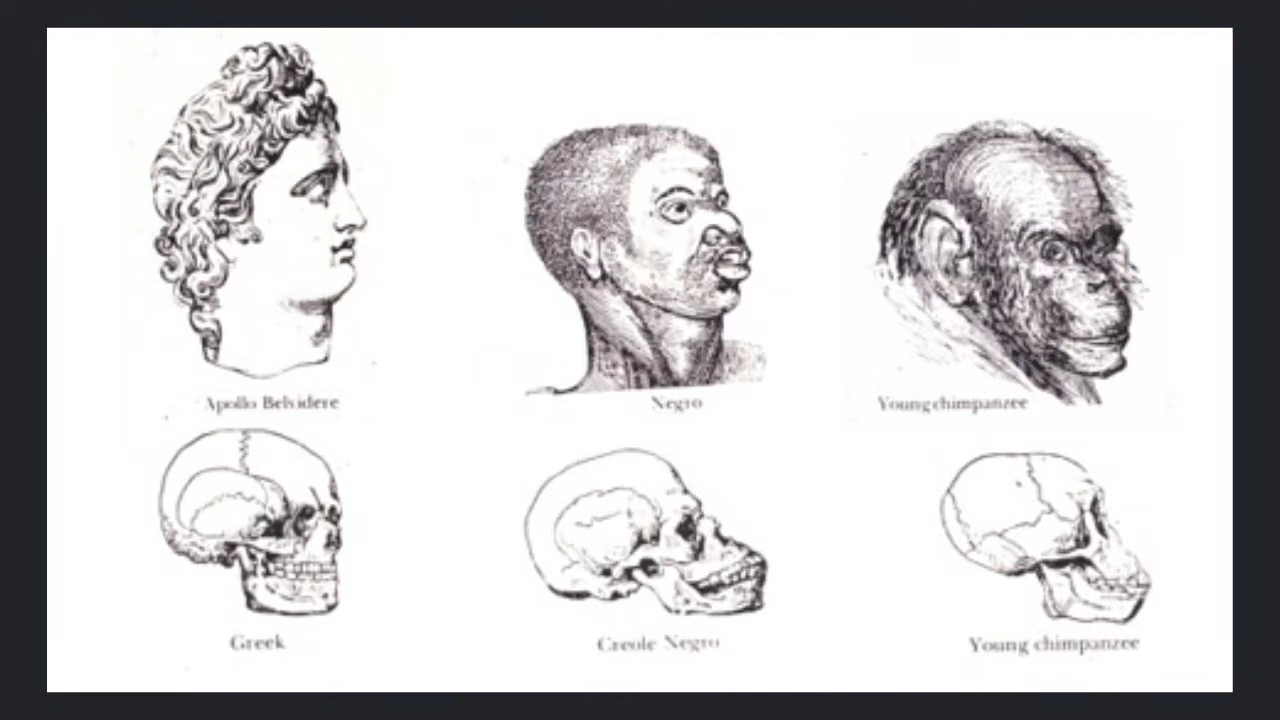 Apollo Belvidere
Negro
Young chimpanzee
Greek
Creole Negro
Young chimpanzee